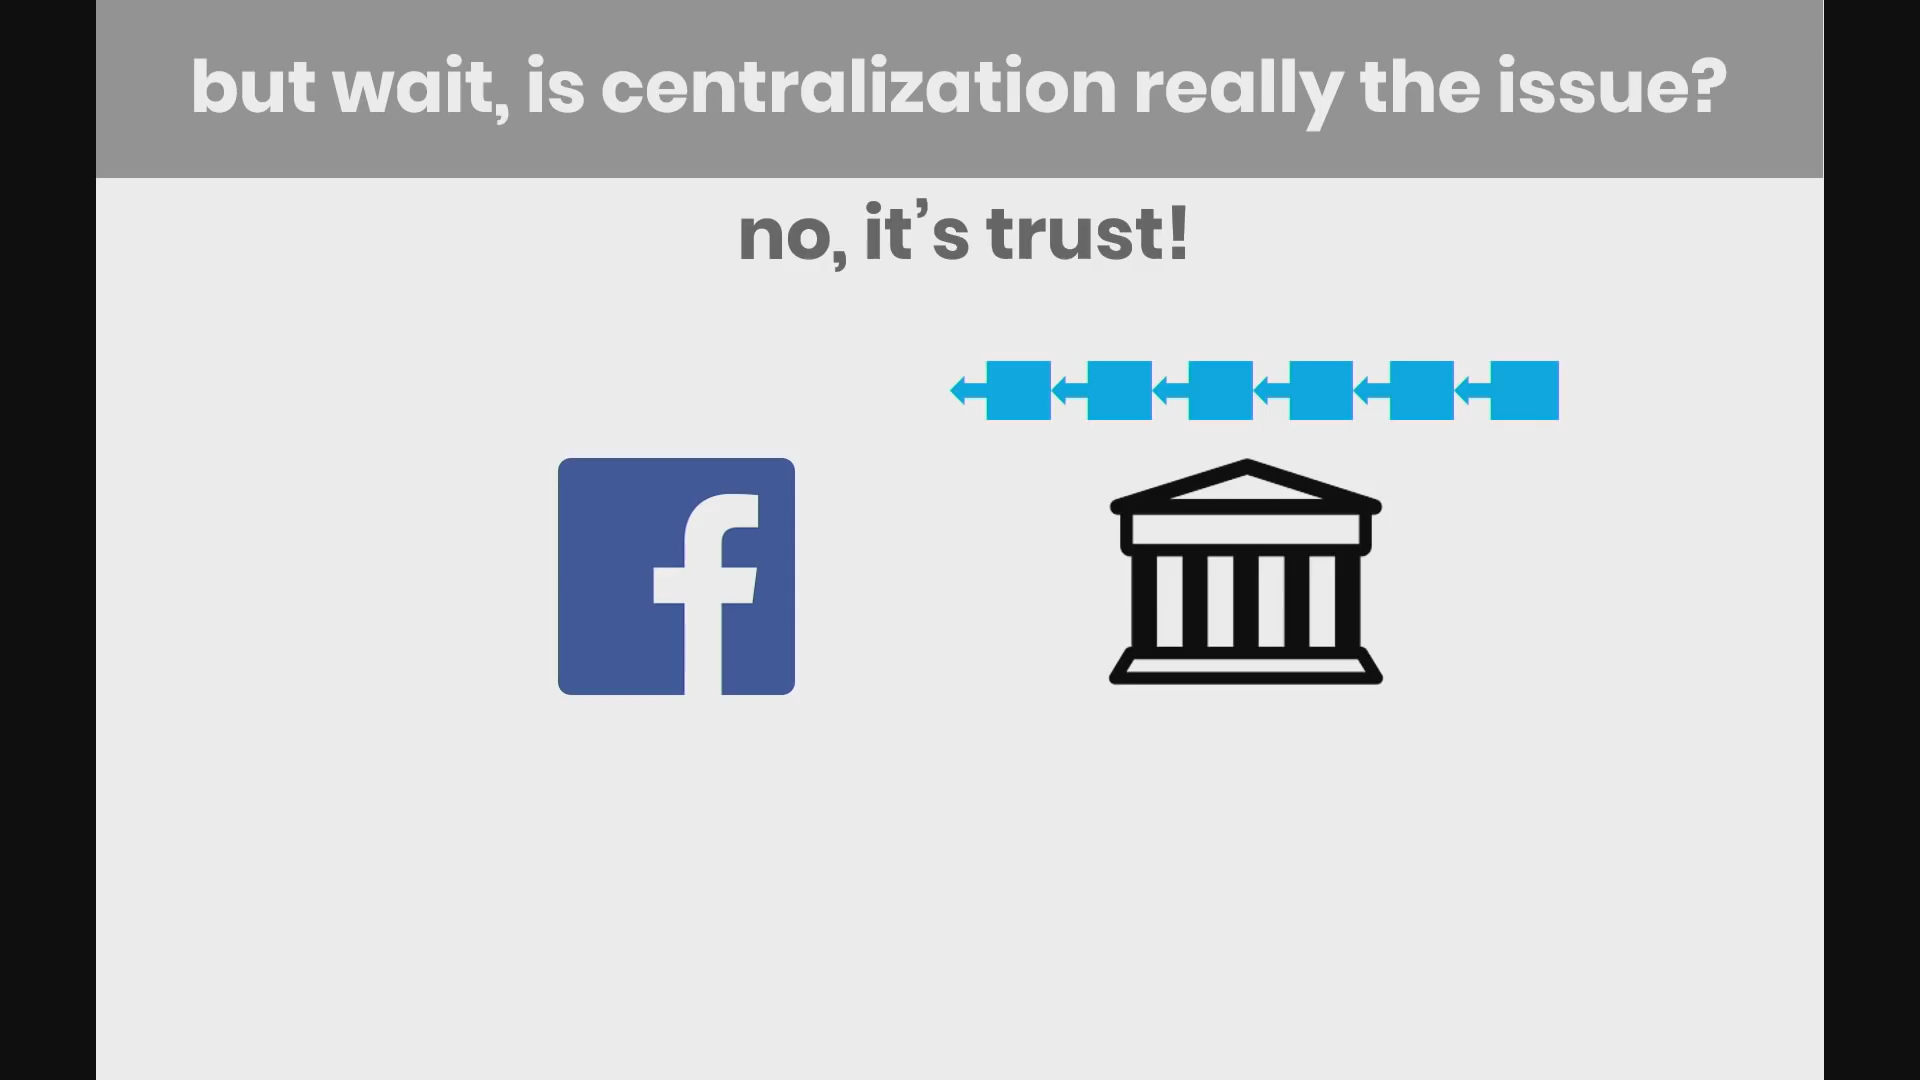 but wait, is centralization really the issue?
no, it’s trust!